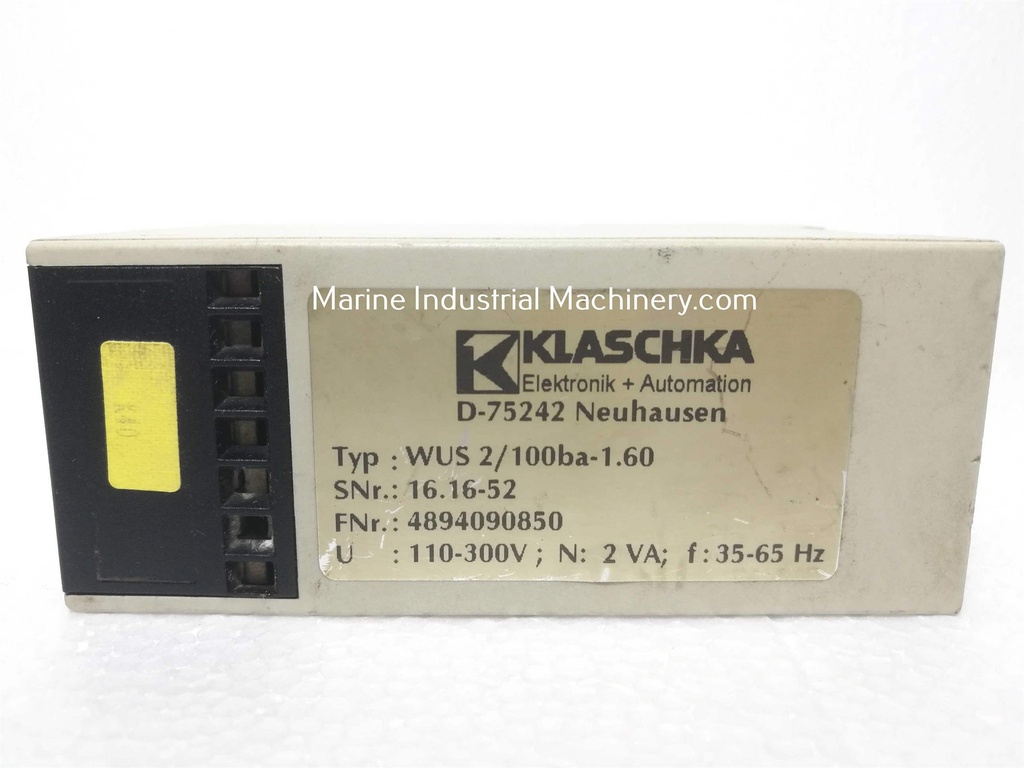 Marine Industrial Machinery.com
KLASCHKA
Elektronik + Automation
D-75242 Neuhausen
Typ : WUS 2/100ba-1.60
SNr.: 16.16-52
FNr.: 4894090850
U : 110-300V ; N: 2 VA; f : 35-65 Hz